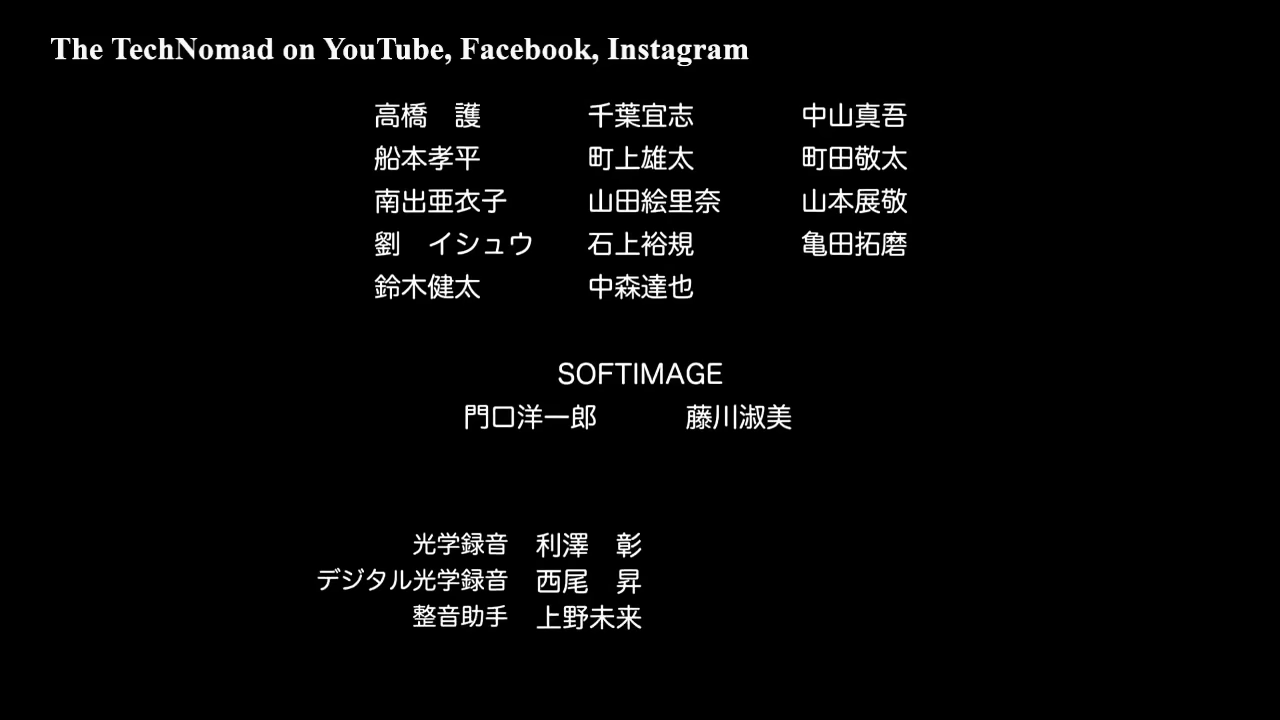 The TechNomad on YouTube, Facebook, Instagram
高橋　護 千葉宜志 中山真吾
船本孝平 町上雄太 町田敬太
南出亜衣子 山田絵里奈 山本展敬
劉　イシュウ 石上裕規 亀田拓磨
鈴木健太 中森達也
SOFTIMAGE
門口洋一郎 藤川淑美
光学録音 利澤　彰
デジタル光学録音 西尾　昇
整音助手 上野未来